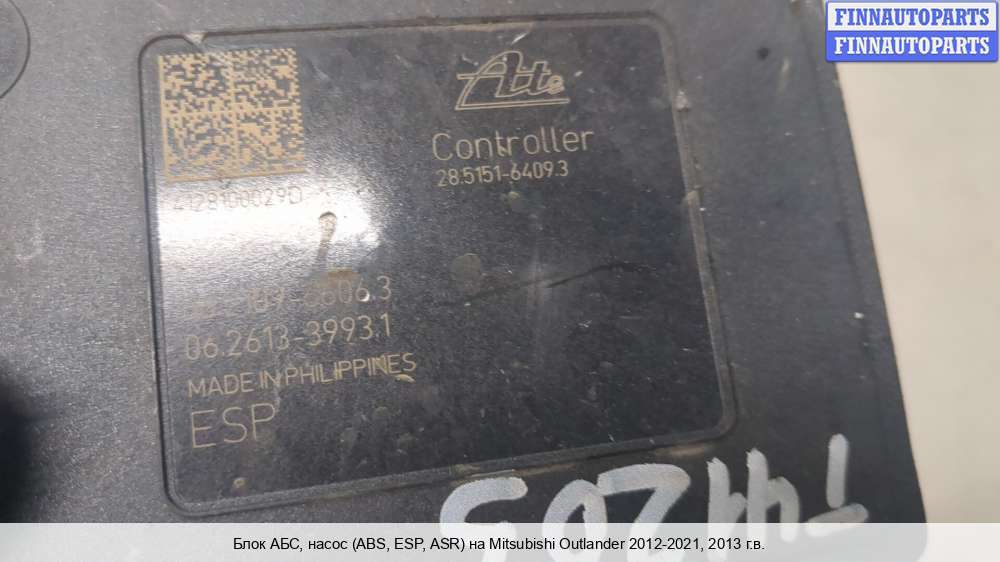 FINNAUTOPARTS
FINNAUTOPARTS
Ate
Controller
28.5151-6409.3
4128100029D
06.2613-3993.1
MADE IN PHILIPPINES
ESP
Блок АБС, насос (ABS, ESP, ASR) на Mitsubishi Outlander 2012-2021, 2013 г.в.